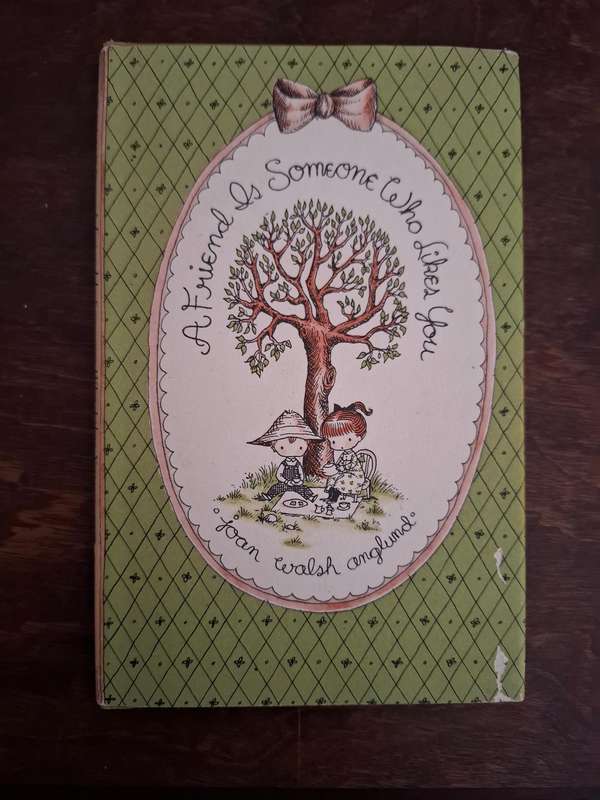 A Friend Is Someone Who Likes You
joan walsh anglund